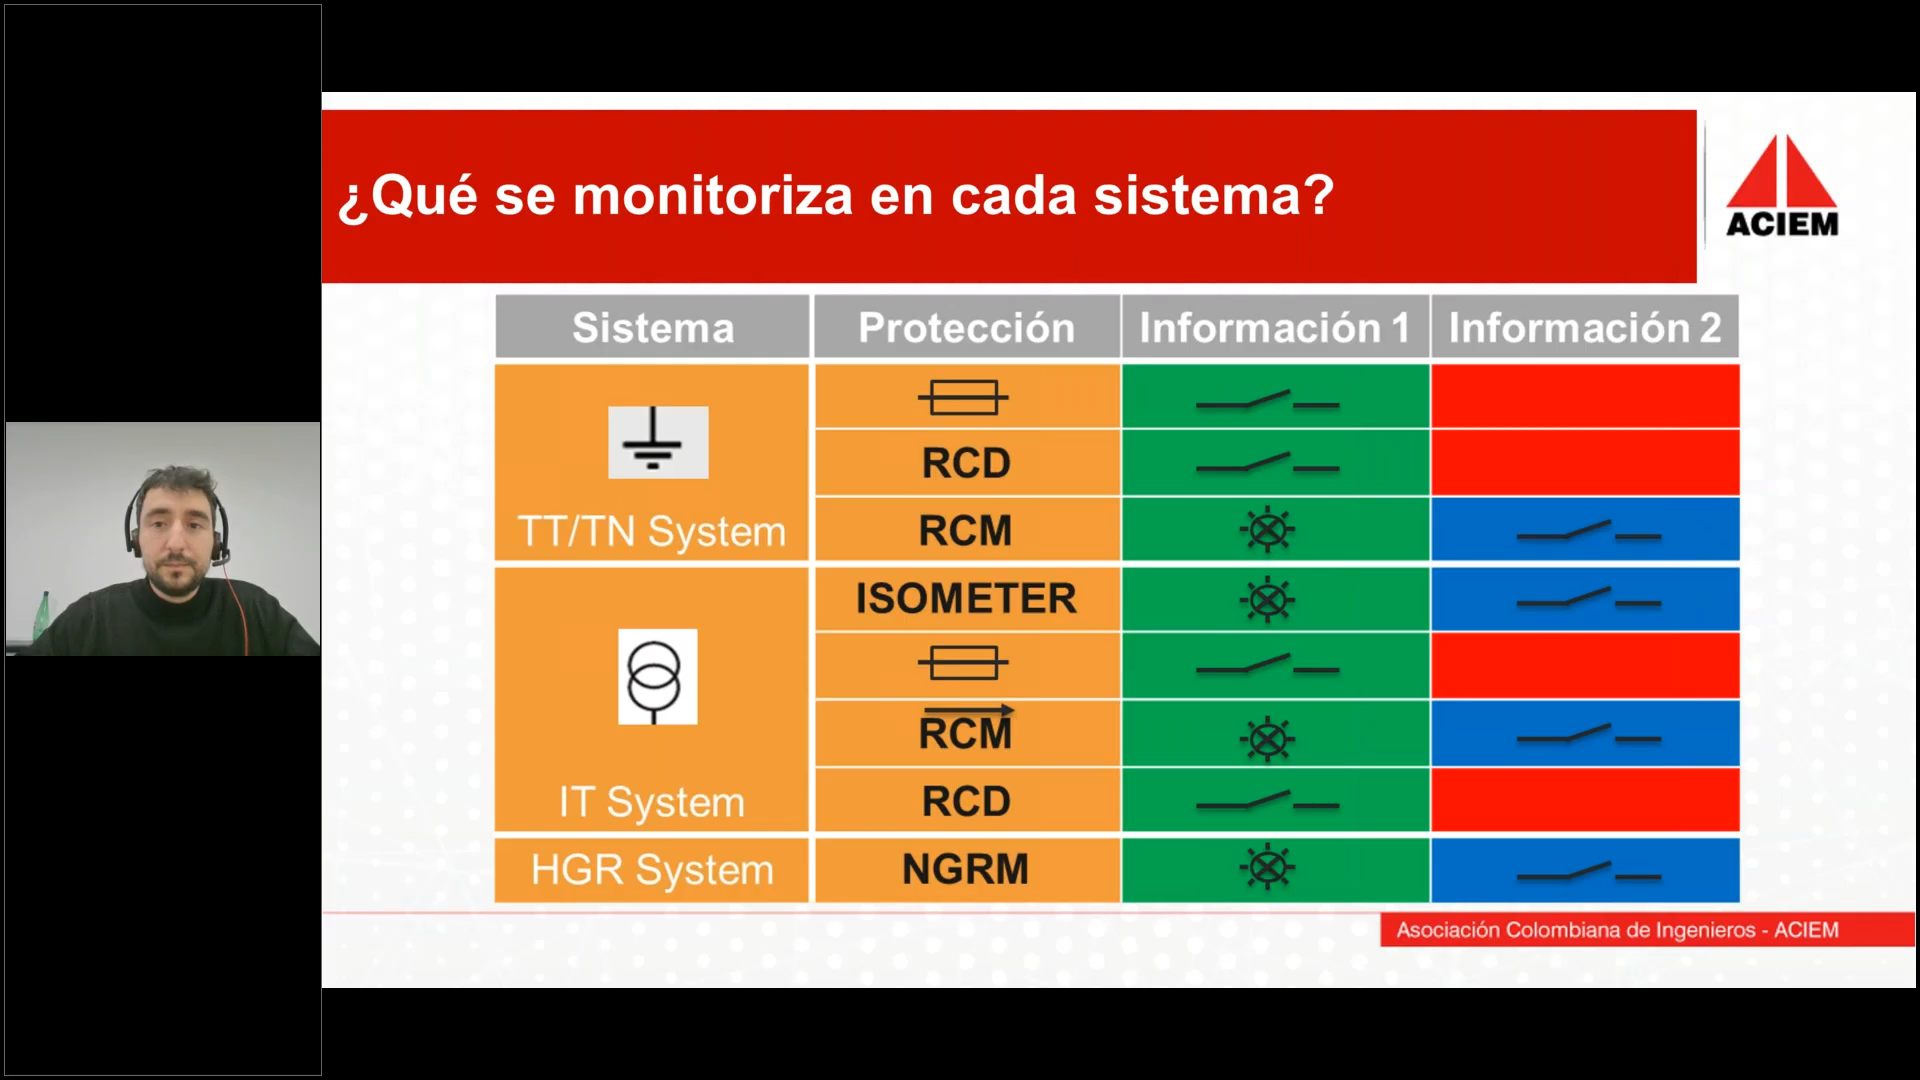 ¿Qué se monitoriza en cada sistema?
ACIEM
Sistema
Protección
Información 1
Información 2
TT/TN System
RCD
RCM
IT System
ISOMETER
RCM
RCD
HGR System
NGRM
Asociación Colombiana de Ingenieros - ACIEM